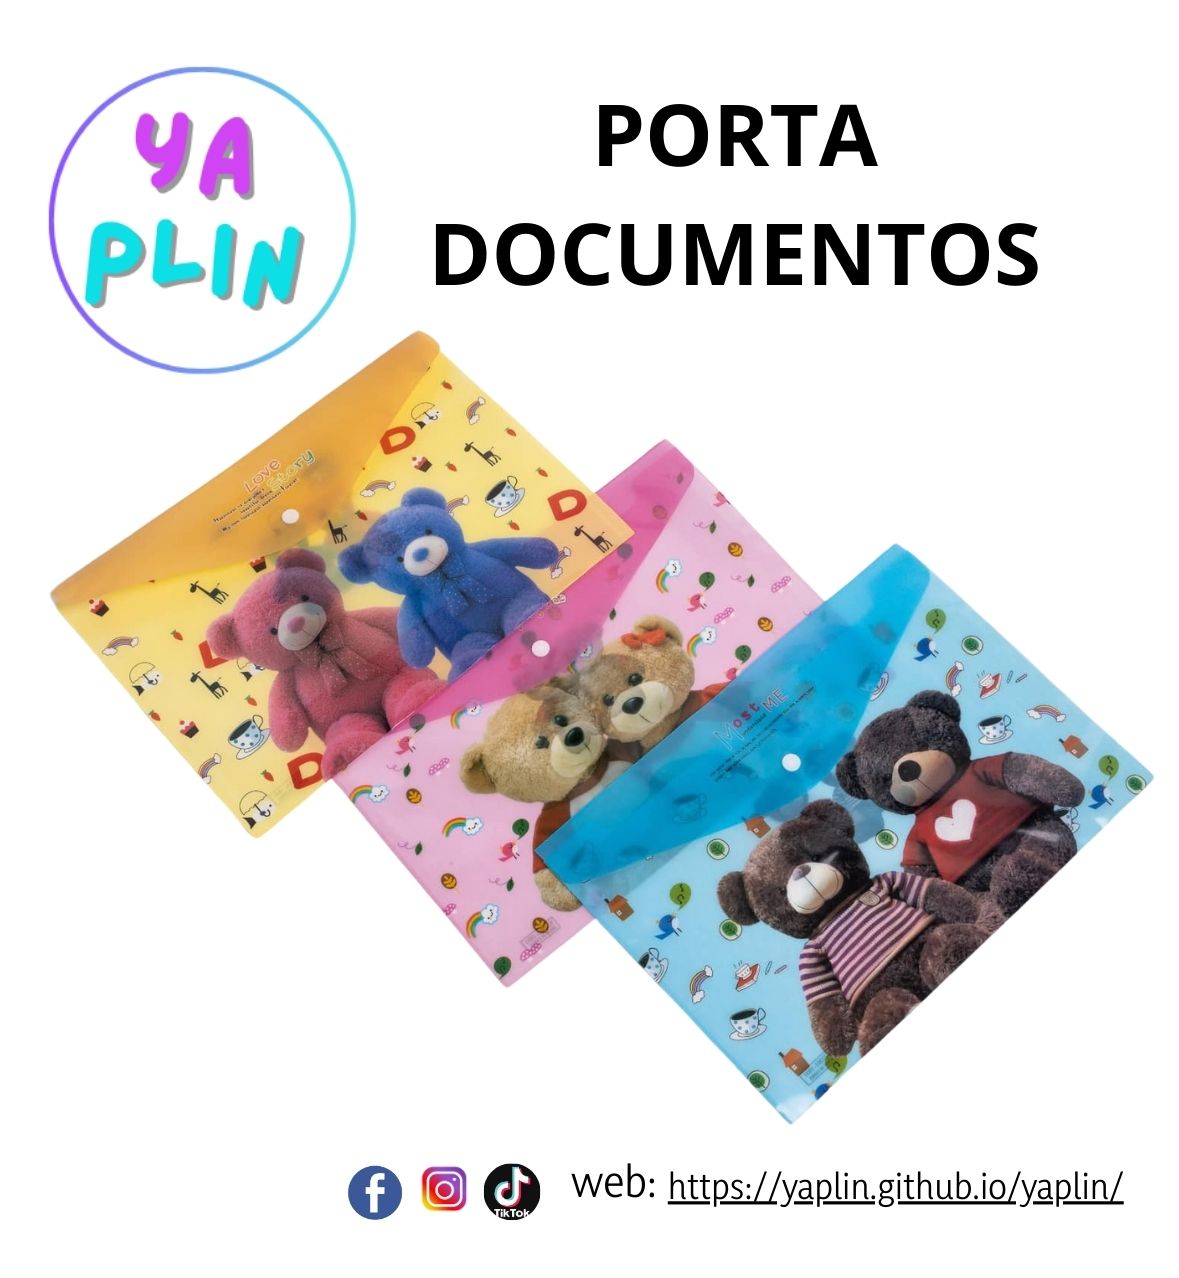 YA
PLIN
PORTA
DOCUMENTOS
LOVE
Story
D
D
D
Most
ME
TikTok
web: https://yaplin.github.io/yaplin/